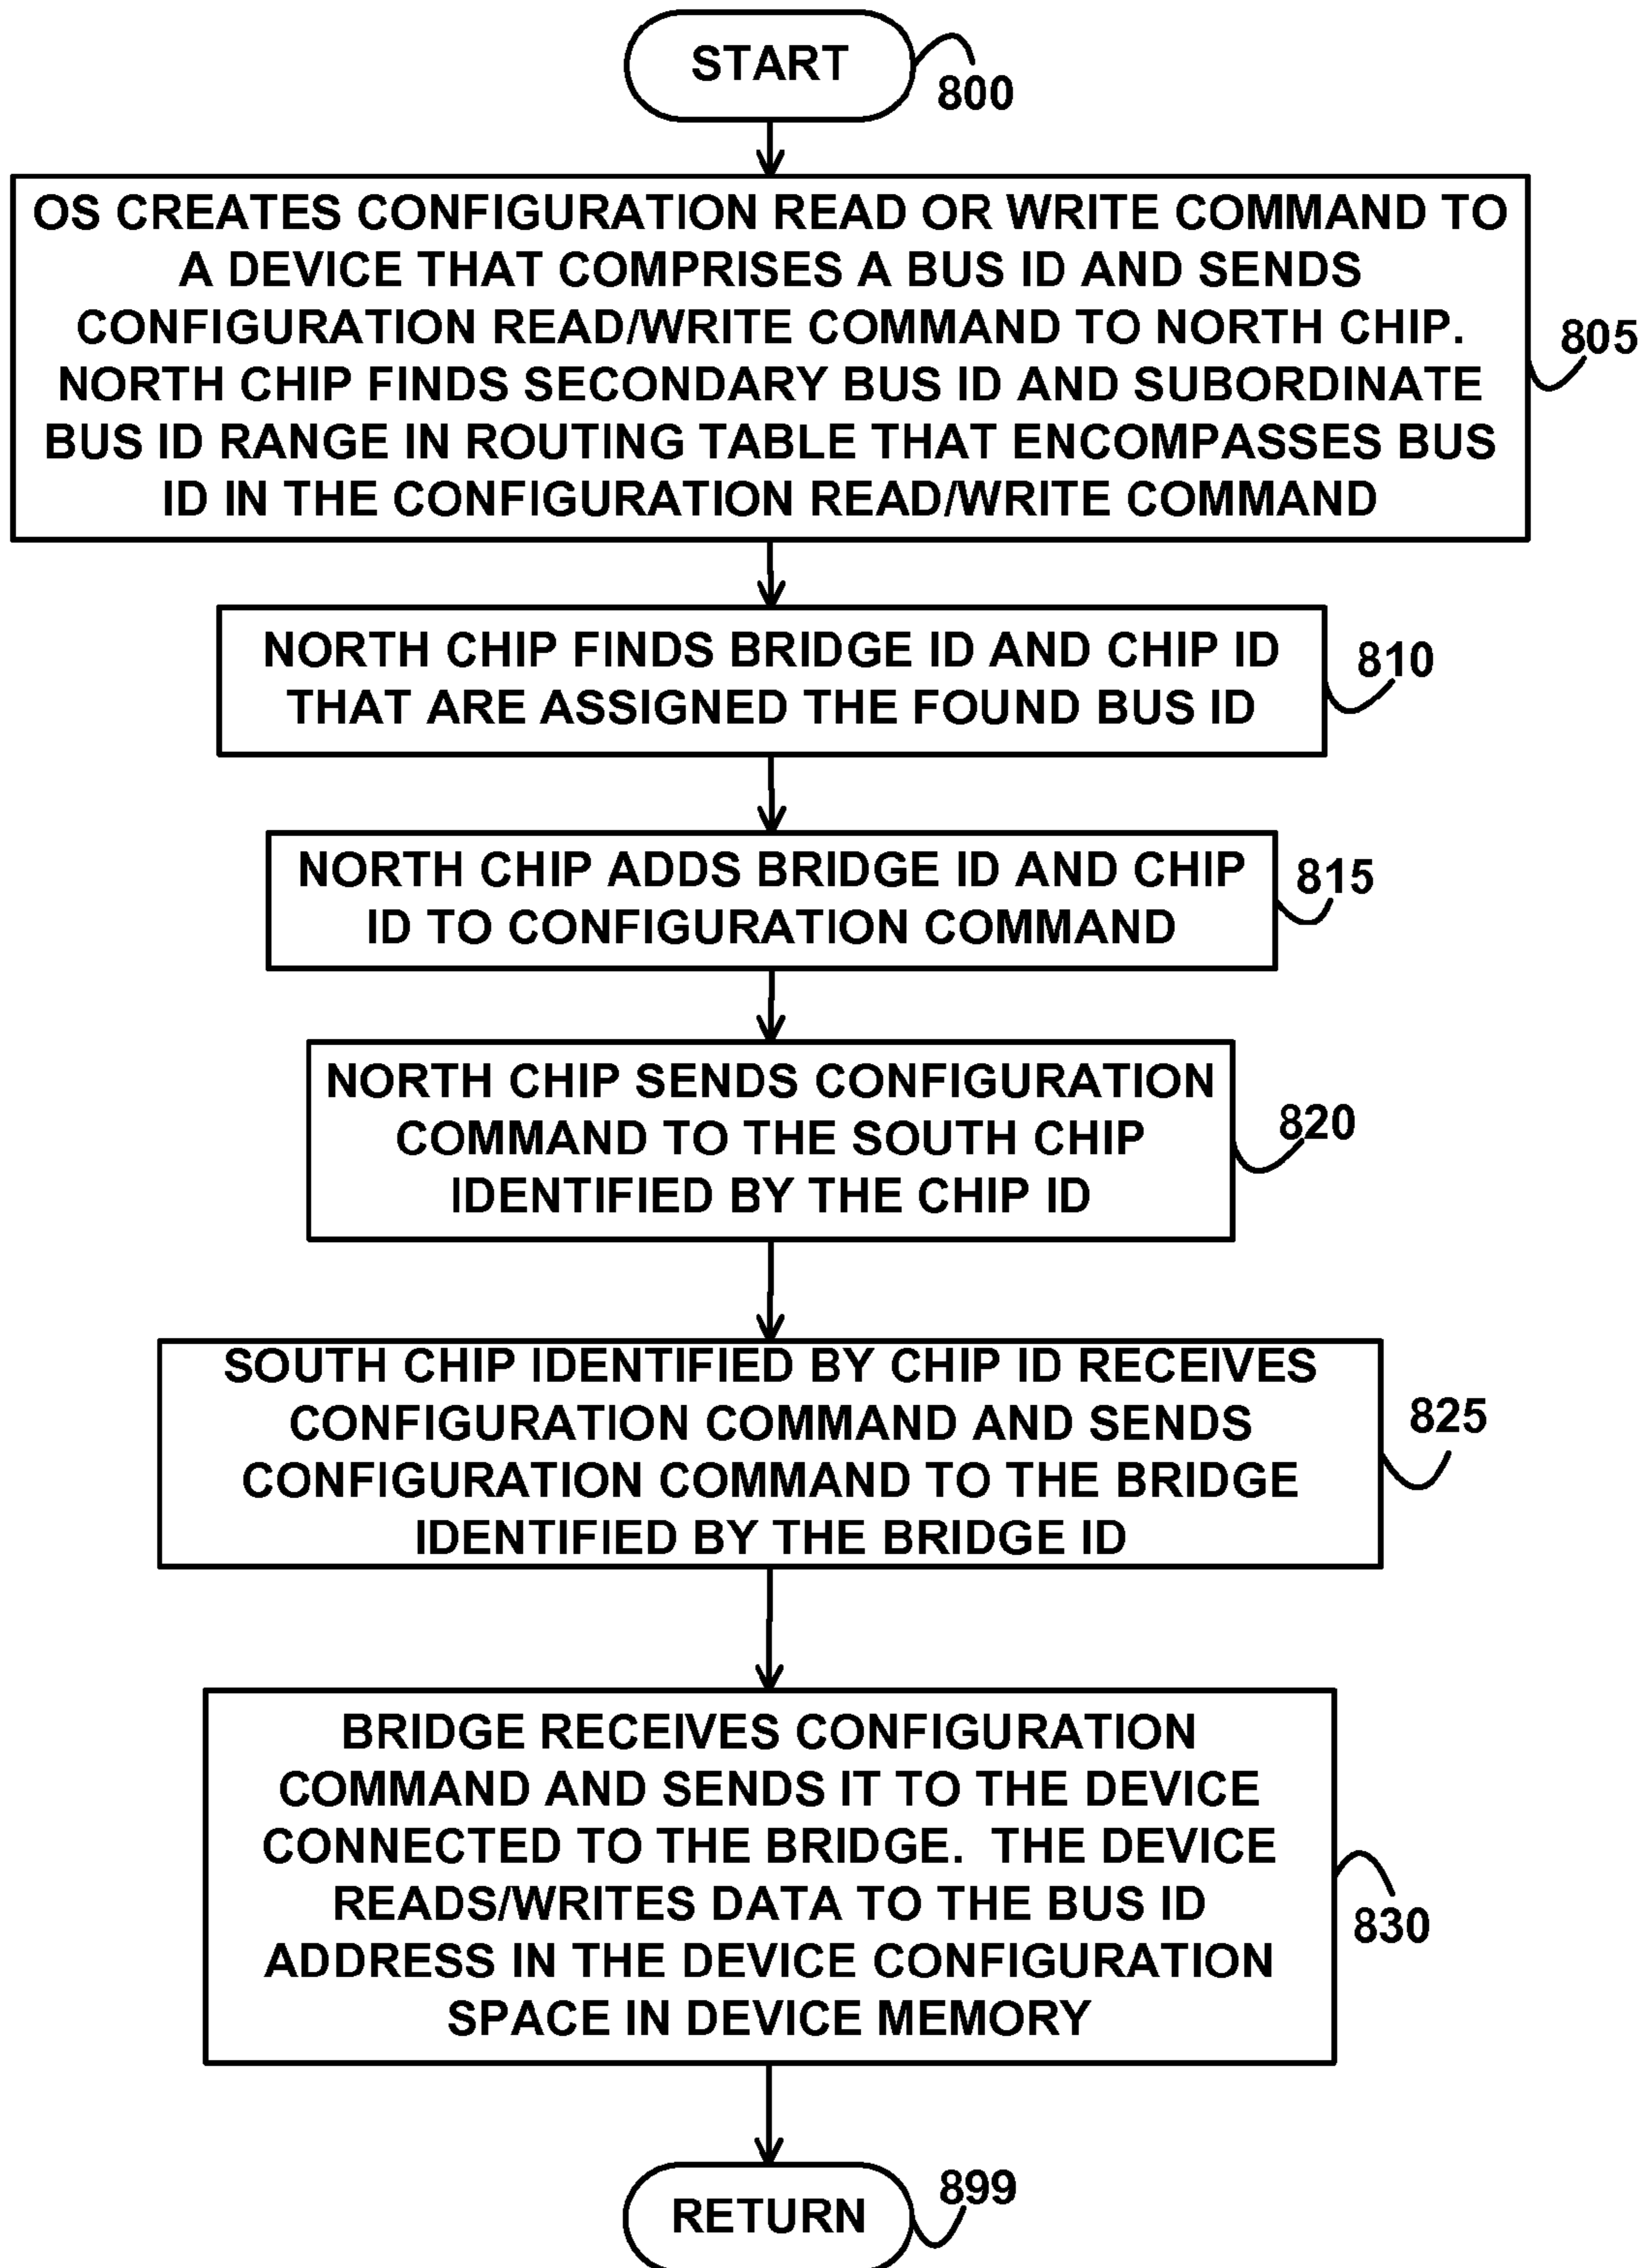 START
800
OS CREATES CONFIGURATION READ OR WRITE COMMAND TO
A DEVICE THAT COMPRISES A BUS ID AND SENDS
CONFIGURATION READ/WRITE COMMAND TO NORTH CHIP.
NORTH CHIP FINDS SECONDARY BUS ID AND SUBORDINATE
BUS ID RANGE IN ROUTING TABLE THAT ENCOMPASSES BUS
ID IN THE CONFIGURATION READ/WRITE COMMAND
805
NORTH CHIP FINDS BRIDGE ID AND CHIP ID
THAT ARE ASSIGNED THE FOUND BUS ID
810
NORTH CHIP ADDS BRIDGE ID AND CHIP
ID TO CONFIGURATION COMMAND
815
NORTH CHIP SENDS CONFIGURATION
COMMAND TO THE SOUTH CHIP
IDENTIFIED BY THE CHIP ID
820
SOUTH CHIP IDENTIFIED BY CHIP ID RECEIVES
CONFIGURATION COMMAND AND SENDS
CONFIGURATION COMMAND TO THE BRIDGE
IDENTIFIED BY THE BRIDGE ID
825
BRIDGE RECEIVES CONFIGURATION
COMMAND AND SENDS IT TO THE DEVICE
CONNECTED TO THE BRIDGE. THE DEVICE
READS/WRITES DATA TO THE BUS ID
ADDRESS IN THE DEVICE CONFIGURATION
SPACE IN DEVICE MEMORY
830
RETURN
899